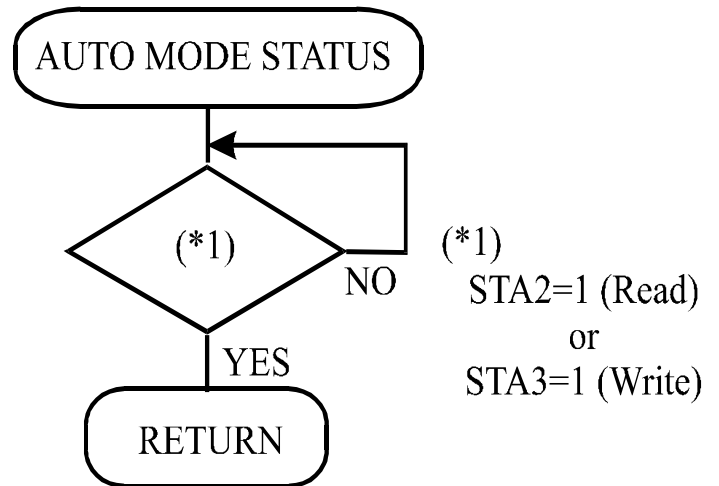 AUTO MODE STATUS
(*1)
NO
YES
RETURN
(*1)
STA2=1 (Read)
or
STA3=1 (Write)